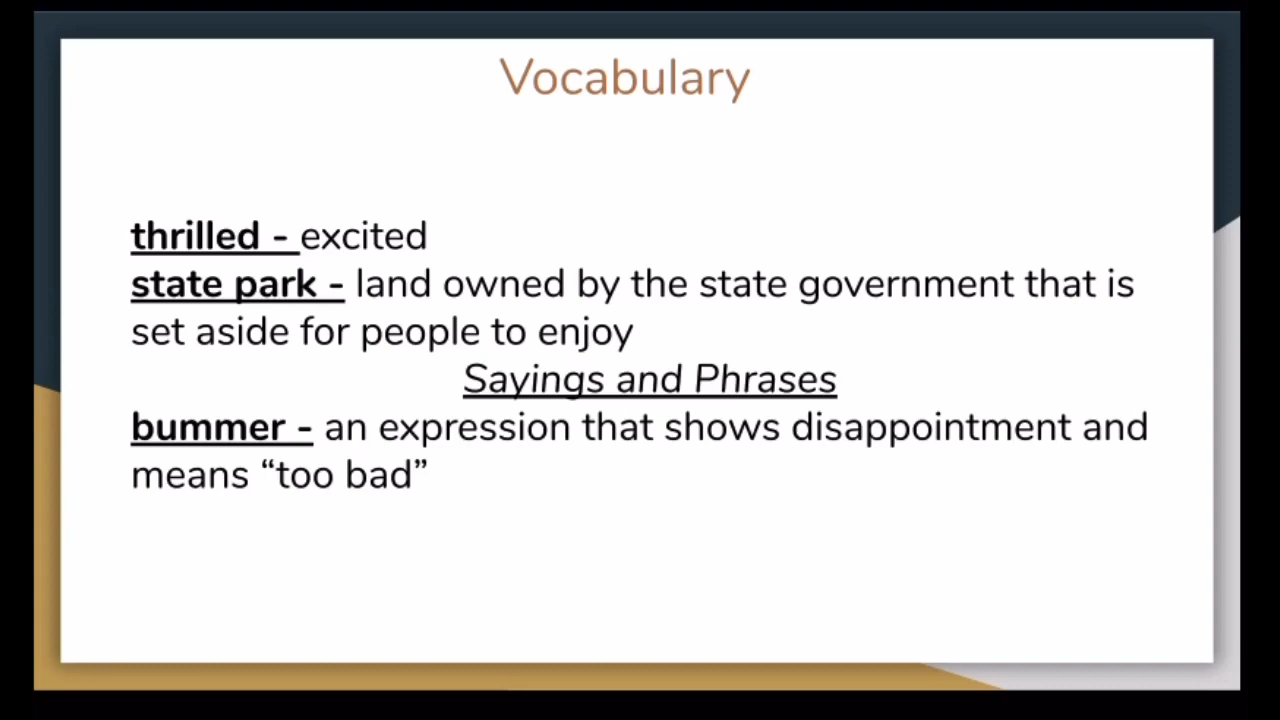 Vocabulary
thrilled - excited
state park - land owned by the state government that is
set aside for people to enjoy
Sayings and Phrases
bummer - an expression that shows disappointment and
means “too bad”